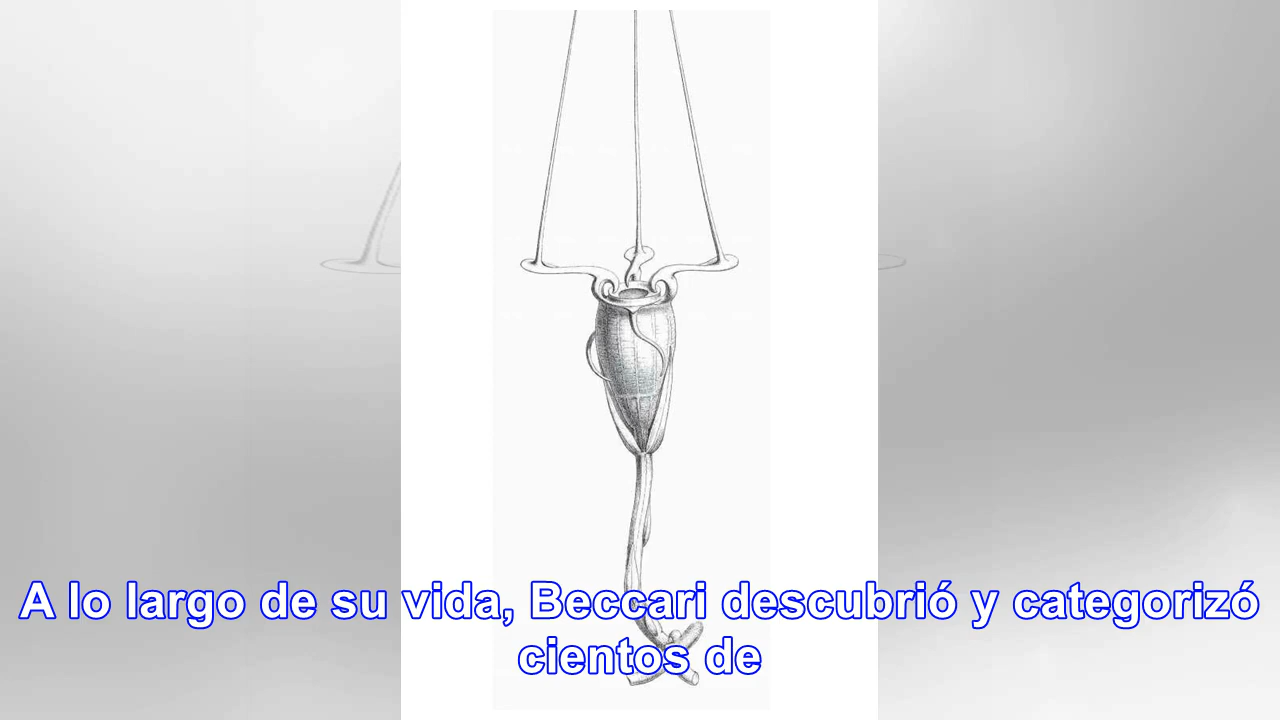 A lo largo de su vida, Beccari descubrió y categorizó
cientos de